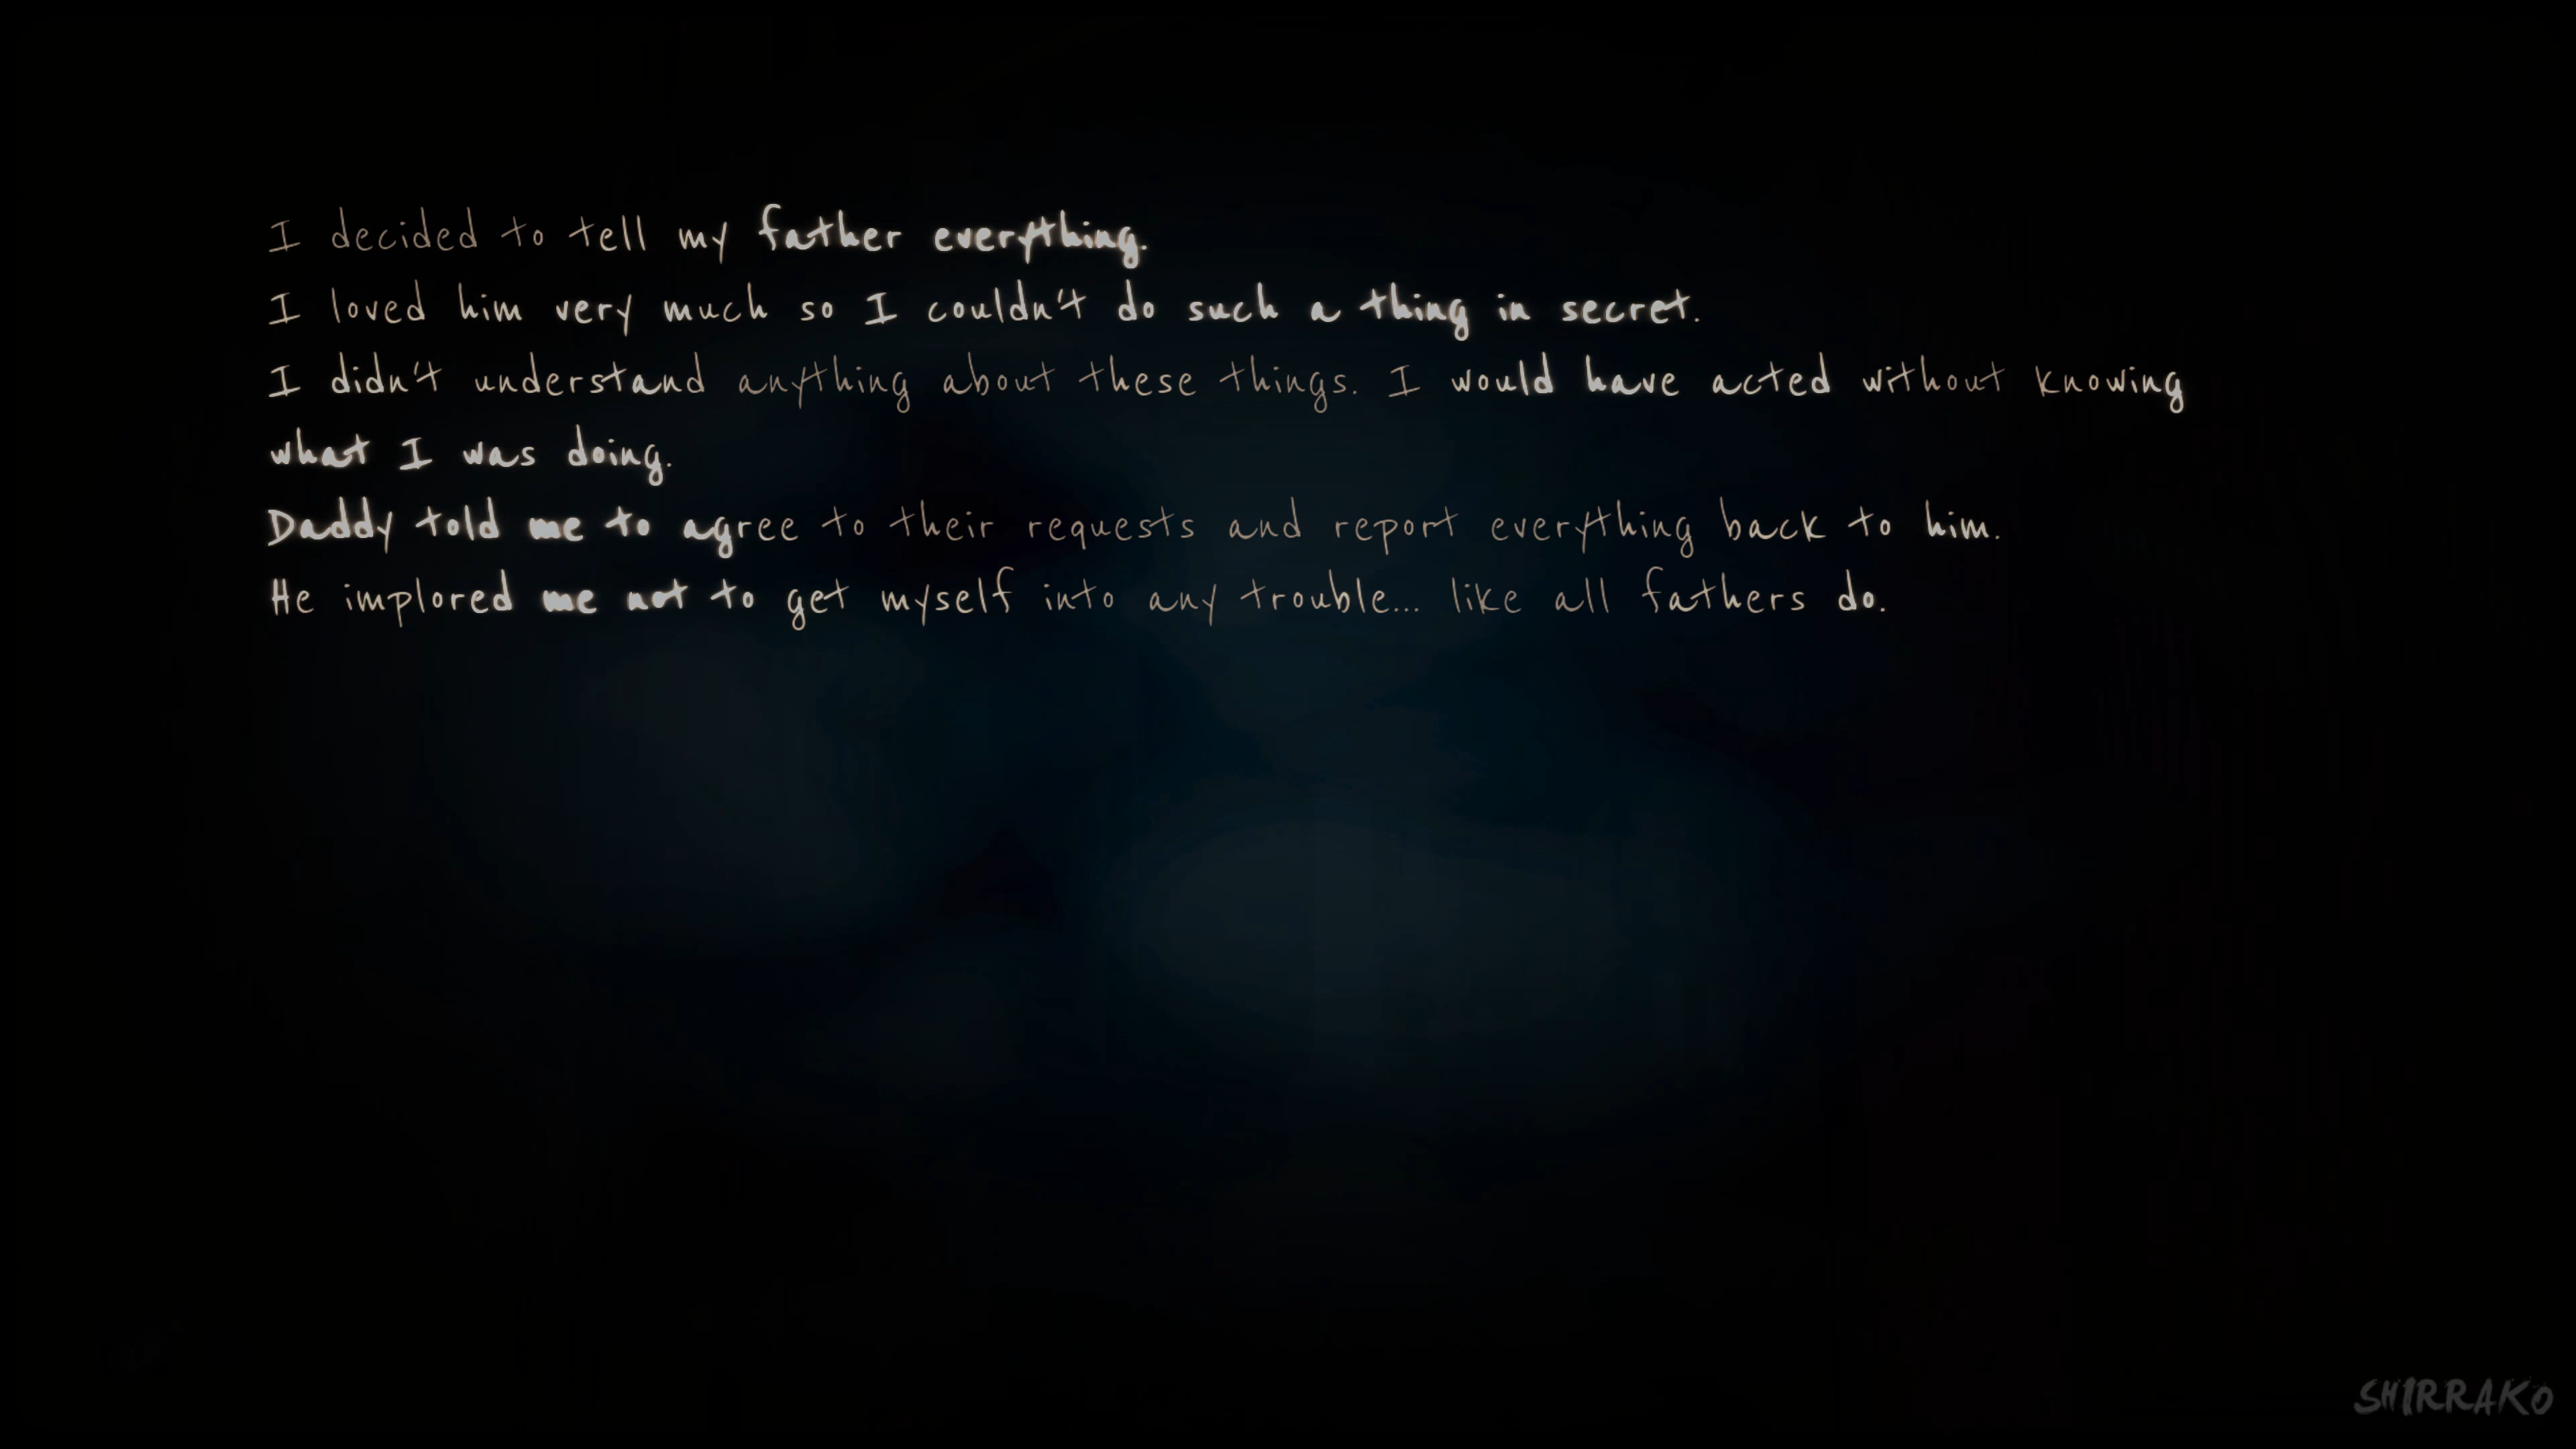 I decided to tell my father everything.
I loved him very much so I couldn't do such a thing in secret.
I didn't understand anything about these things. I would have acted without knowing
what I was doing.
Daddy told me to agree to their requests and report everything back to him.
He implored me not to get myself into any trouble... like all fathers do.
SHIRRAKO